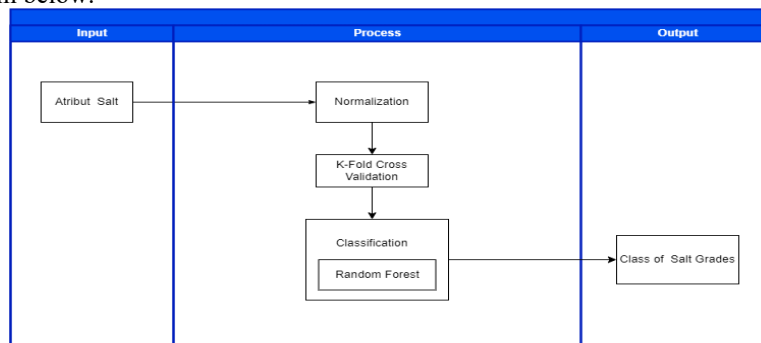 Input Process Output
Atribut Salt
Normalization
K-Fold Cross
Validation
Classification
Random Forest
Class of Salt Grades